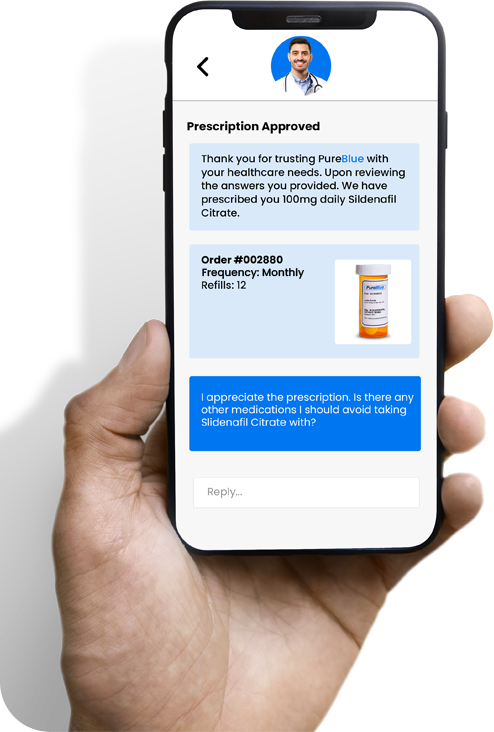 Prescription Approved
Thank you for trusting PureBlue with
your healthcare needs. Upon reviewing
the answers you provided. We have
prescribed you 100mg daily Sildenafil
Citrate.
Order #002880
Frequency: Monthly
Refills: 12
PureBlue
I appreciate the prescription. Is there any
other medications I should avoid taking
Slidenafil Citrate with?
Reply...